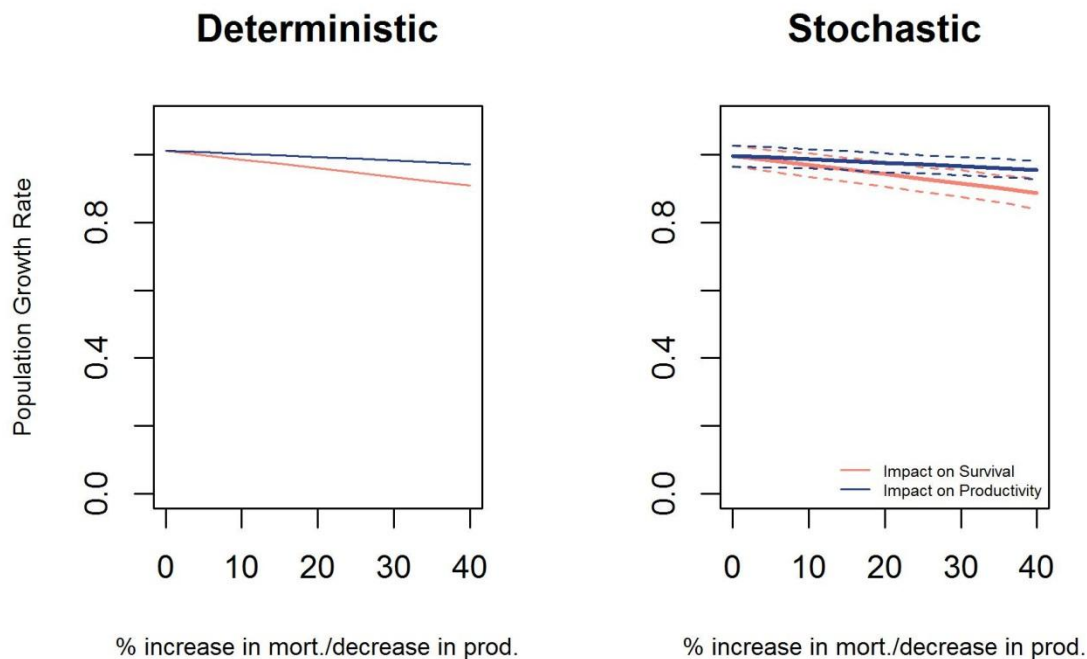 Deterministic
Population Growth Rate
0.8
0.4
0.0
0 10 20 30 40
% increase in mort./decrease in prod.
Stochastic
0.8
0.4
0.0
Impact on Survival
Impact on Productivity
0 10 20 30 40
% increase in mort./decrease in prod.